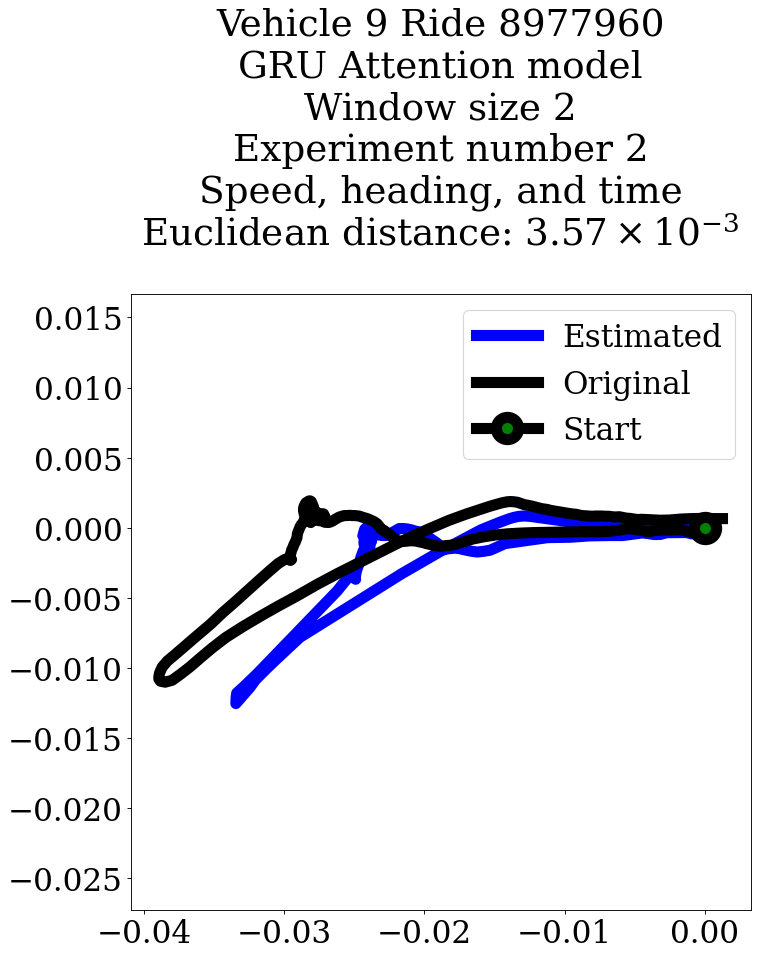 Vehicle 9 Ride 8977960
GRU Attention model
Window size 2
Experiment number 2
Speed, heading, and time
Euclidean distance: 3.57 × 10⁻³
Estimated
Original
Start
0.015
0.010
0.005
0.000
−0.005
−0.010
−0.015
−0.020
−0.025
−0.04 −0.03 −0.02 −0.01 0.00